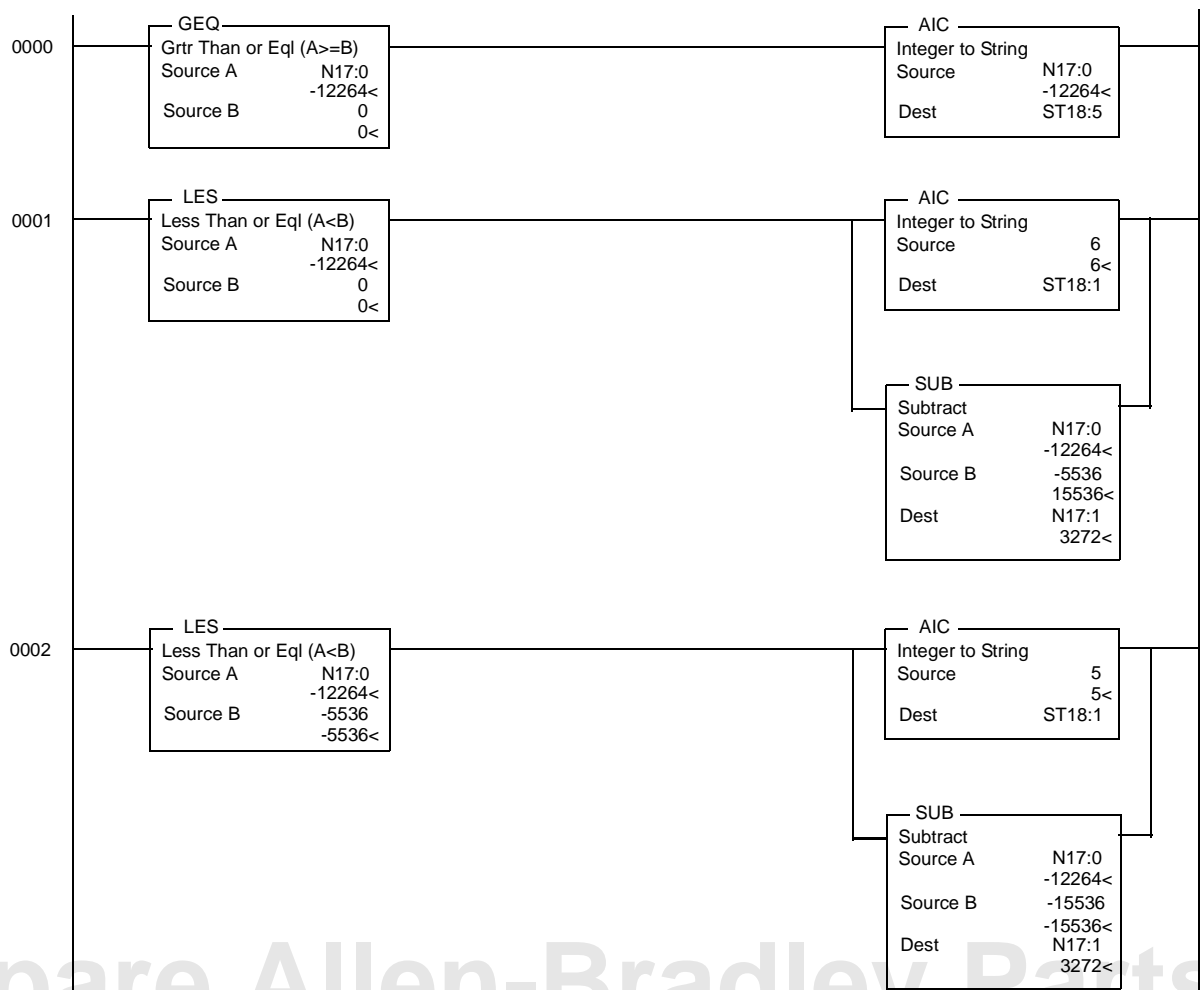 GEQ
AIC
0000
Grtr Than or Eql (A>=B)
Integer to String
Source A N17:0
Source N17:0
-12264<
-12264<
Source B 0
Dest ST18:5
0<
LES
AIC
0001
Less Than or Eql (A<B)
Integer to String
Source A N17:0
Source 6
-12264<
6<
Source B 0
Dest ST18:1
0<
SUB
Subtract
Source A N17:0
-12264<
Source B -5536
15536<
Dest N17:1
3272<
LES
AIC
0002
Less Than or Eql (A<B)
Integer to String
Source A N17:0
Source 5
-12264<
5<
Source B -5536
Dest ST18:1
-5536<
SUB
Subtract
Source A N17:0
-12264<
Source B -15536
-15536<
Dest N17:1
3272<
pare Allen-Bradley Parts